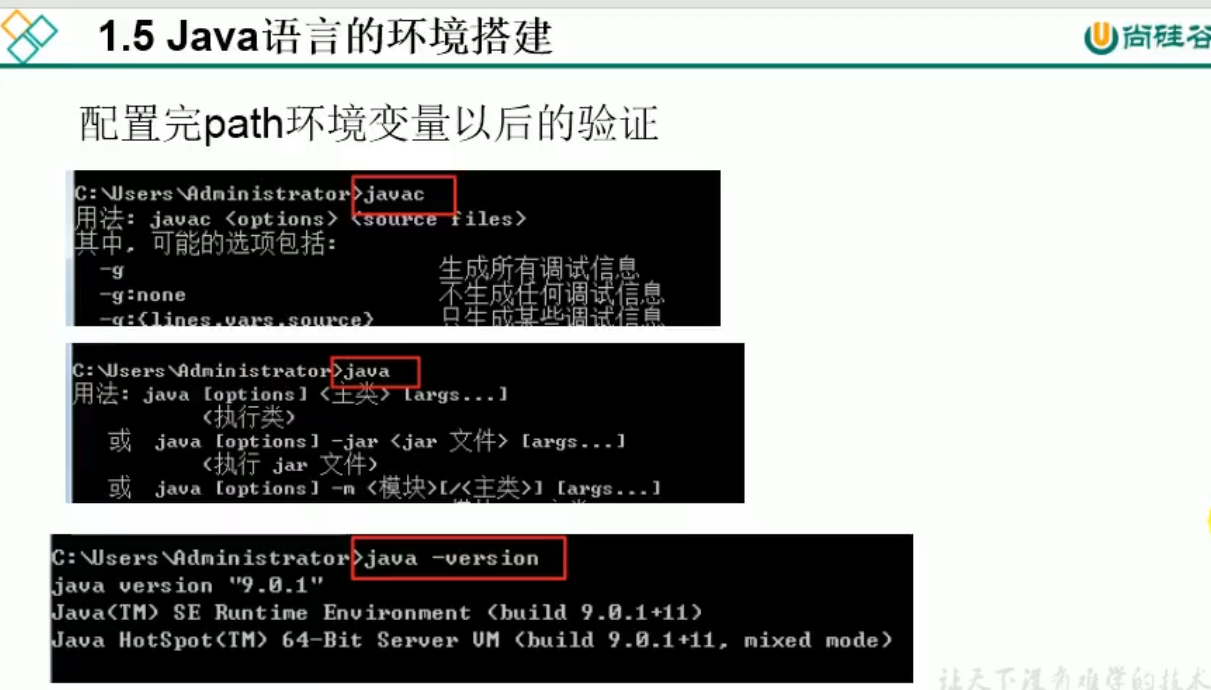 1.5 Java语言的环境搭建
尚硅谷
配置完path环境变量以后的验证
C:\Users\Administrator>javac
用法: javac <options> <source files>
其中, 可能的选项包括:
-g 生成所有调试信息
-g:none 不生成任何调试信息
-g:{lines,vars,source} 只生成某些调试信息
C:\Users\Administrator>java
用法: java [options] <主类> [args...]
<执行类>
或 java [options] -jar <jar 文件> [args...]
<执行 jar 文件>
或 java [options] -m <模块>[/<主类>] [args...]
C:\Users\Administrator>java -version
java version "9.0.1"
Java(TM) SE Runtime Environment (build 9.0.1+11)
Java HotSpot(TM) 64-Bit Server VM (build 9.0.1+11, mixed mode)
让天下没有难学的技术